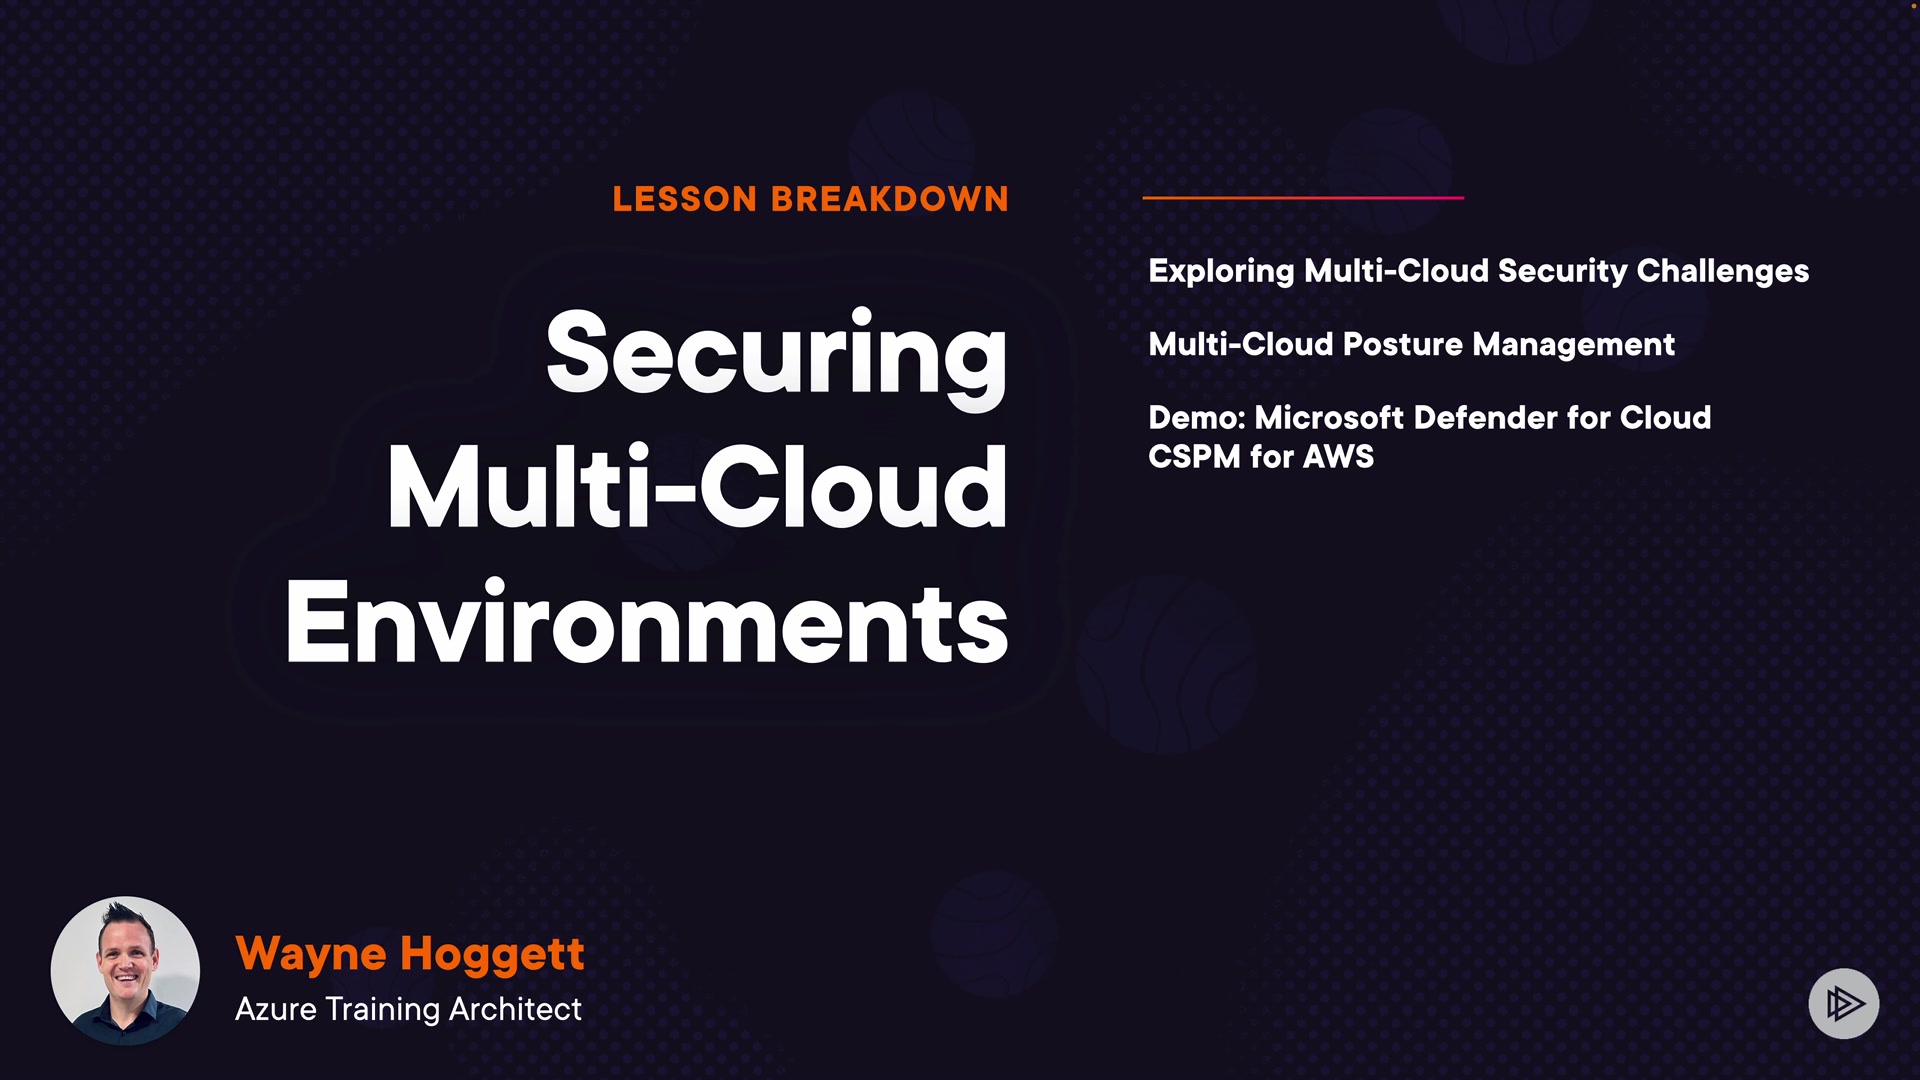 LESSON BREAKDOWN
Securing
Multi-Cloud
Environments
Exploring Multi-Cloud Security Challenges
Multi-Cloud Posture Management
Demo: Microsoft Defender for Cloud
CSPM for AWS
Wayne Hoggett
Azure Training Architect